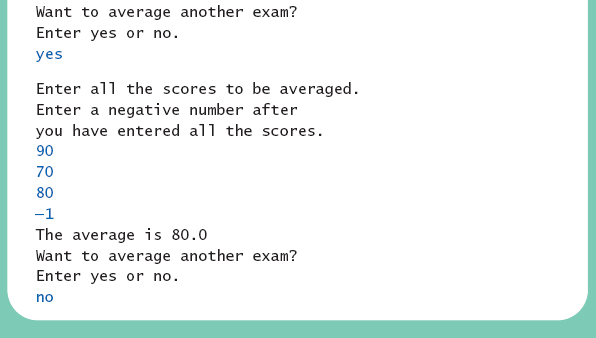 Want to average another exam?
Enter yes or no.
yes
Enter all the scores to be averaged.
Enter a negative number after
you have entered all the scores.
90
70
80
–1
The average is 80.0
Want to average another exam?
Enter yes or no.
no